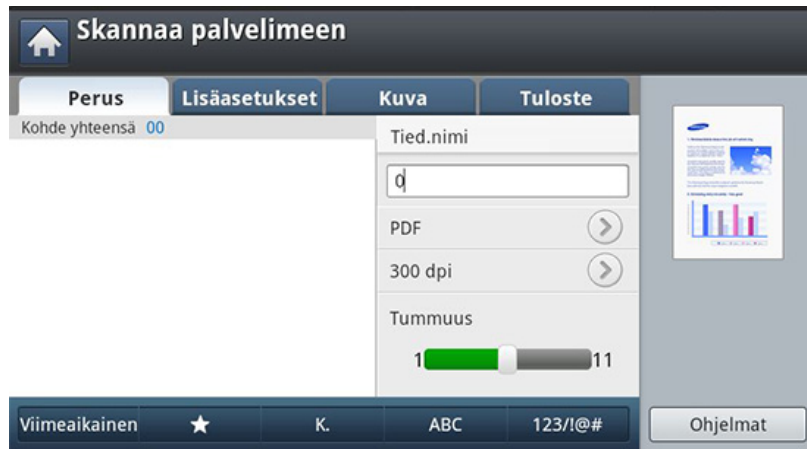 Skannaa palvelimeen
Perus
Lisäasetukset
Kuva
Tuloste
Kohde yhteensä 00
Tied.nimi
0
PDF
300 dpi
Tummuus
1
11
Viimeaikainen
K.
ABC
123/!@#
Ohjelmat